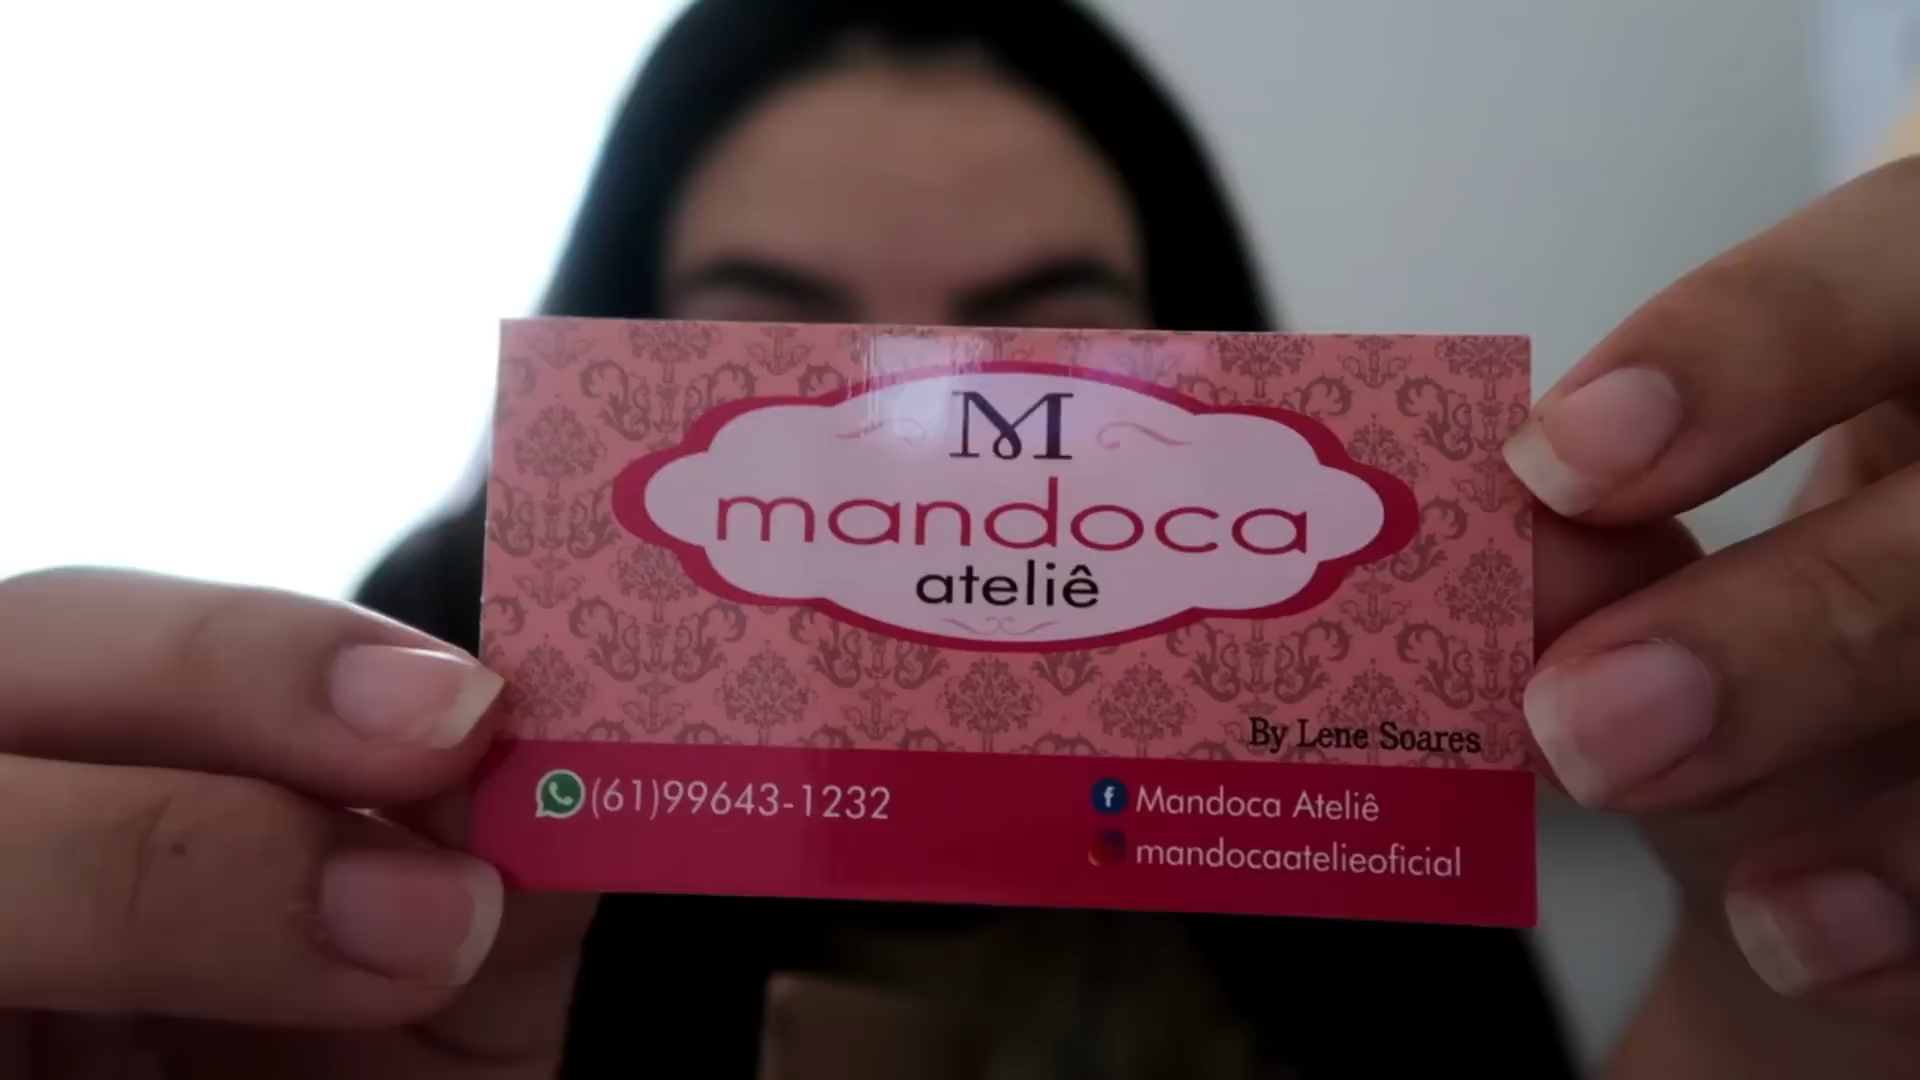 M
mandoca
ateliê
By Lene Soares
(61)99643-1232
Mandoca Ateliê
mandocaatelieoficial